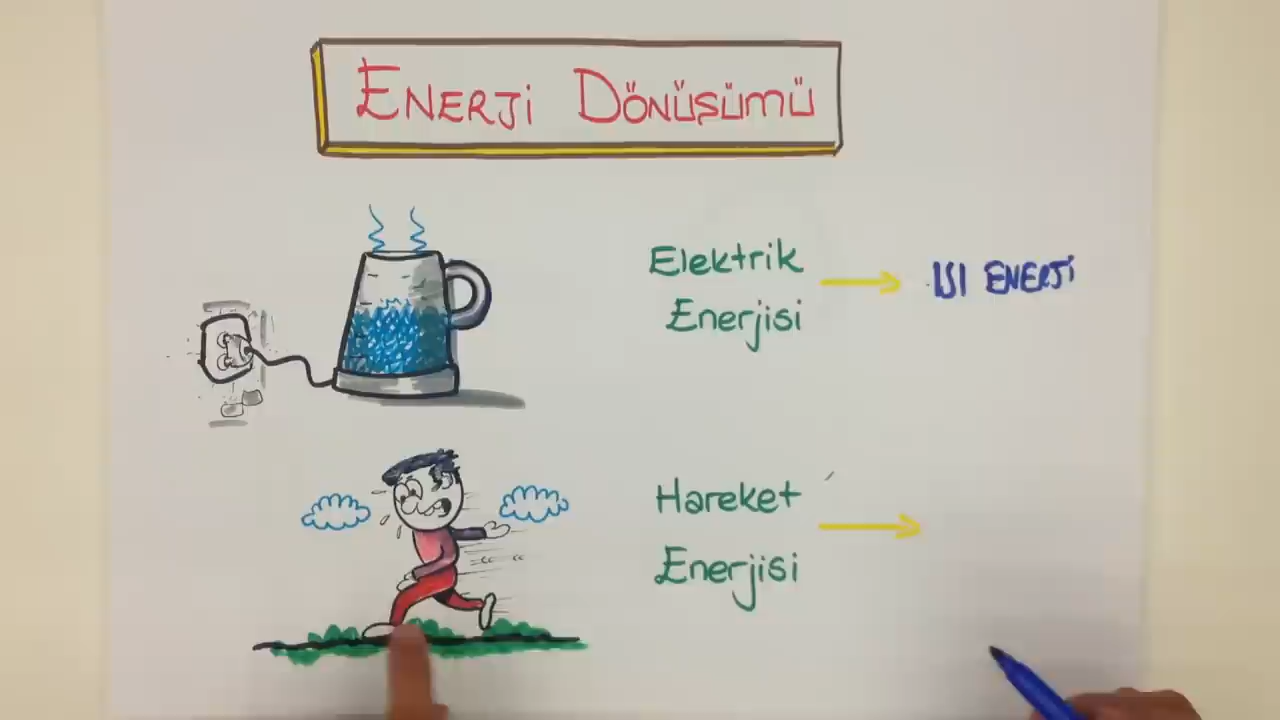 ENERJİ DÖNÜŞÜMÜ
Elektrik
Enerjisi
ISI ENERJİ
Hareket
Enerjisi